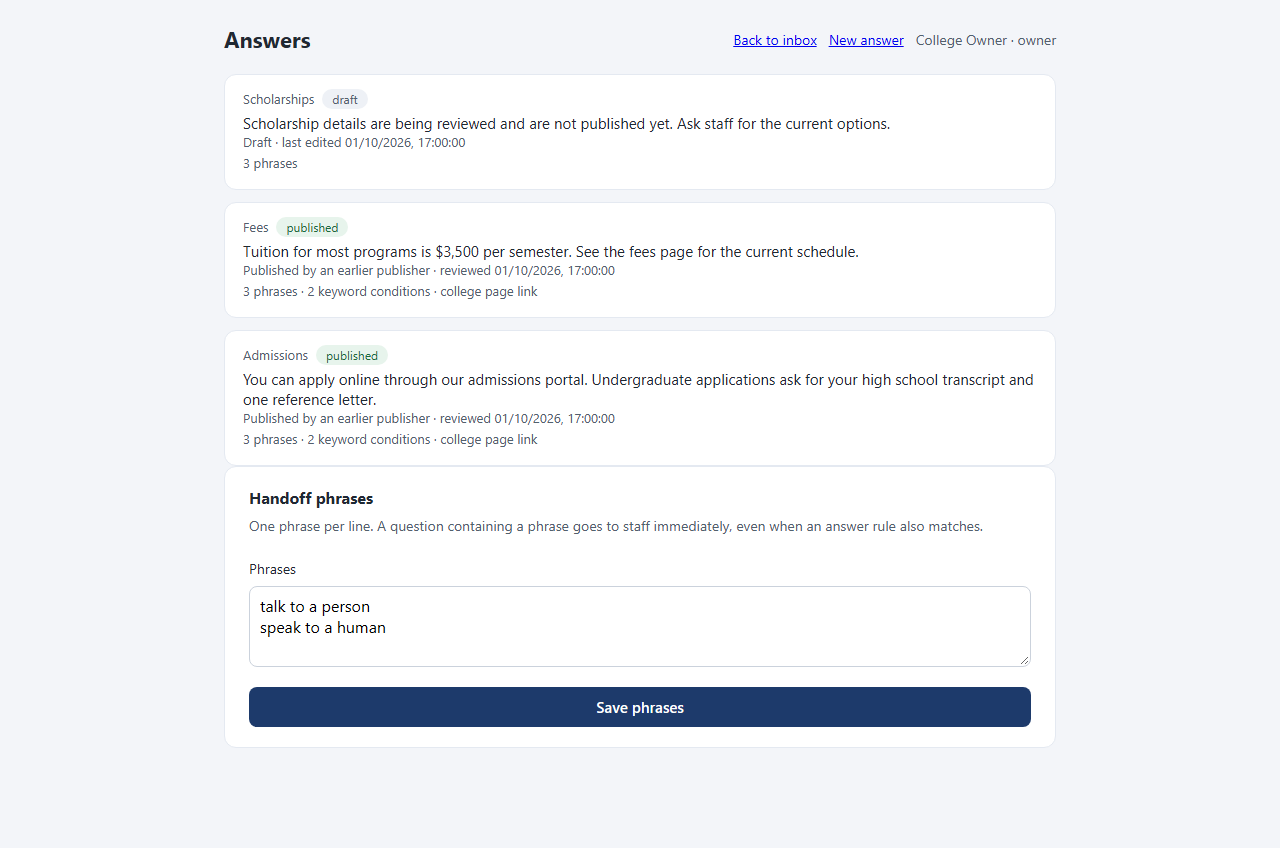 Answers
Back to inbox New answer College Owner · owner
Scholarships draft
Scholarship details are being reviewed and are not published yet. Ask staff for the current options.
Draft · last edited 01/10/2026, 17:00:00
3 phrases
Fees published
Tuition for most programs is $3,500 per semester. See the fees page for the current schedule.
Published by an earlier publisher · reviewed 01/10/2026, 17:00:00
3 phrases · 2 keyword conditions · college page link
Admissions published
You can apply online through our admissions portal. Undergraduate applications ask for your high school transcript and
one reference letter.
Published by an earlier publisher · reviewed 01/10/2026, 17:00:00
3 phrases · 2 keyword conditions · college page link
Handoff phrases
One phrase per line. A question containing a phrase goes to staff immediately, even when an answer rule also matches.
Phrases
talk to a person
speak to a human
Save phrases